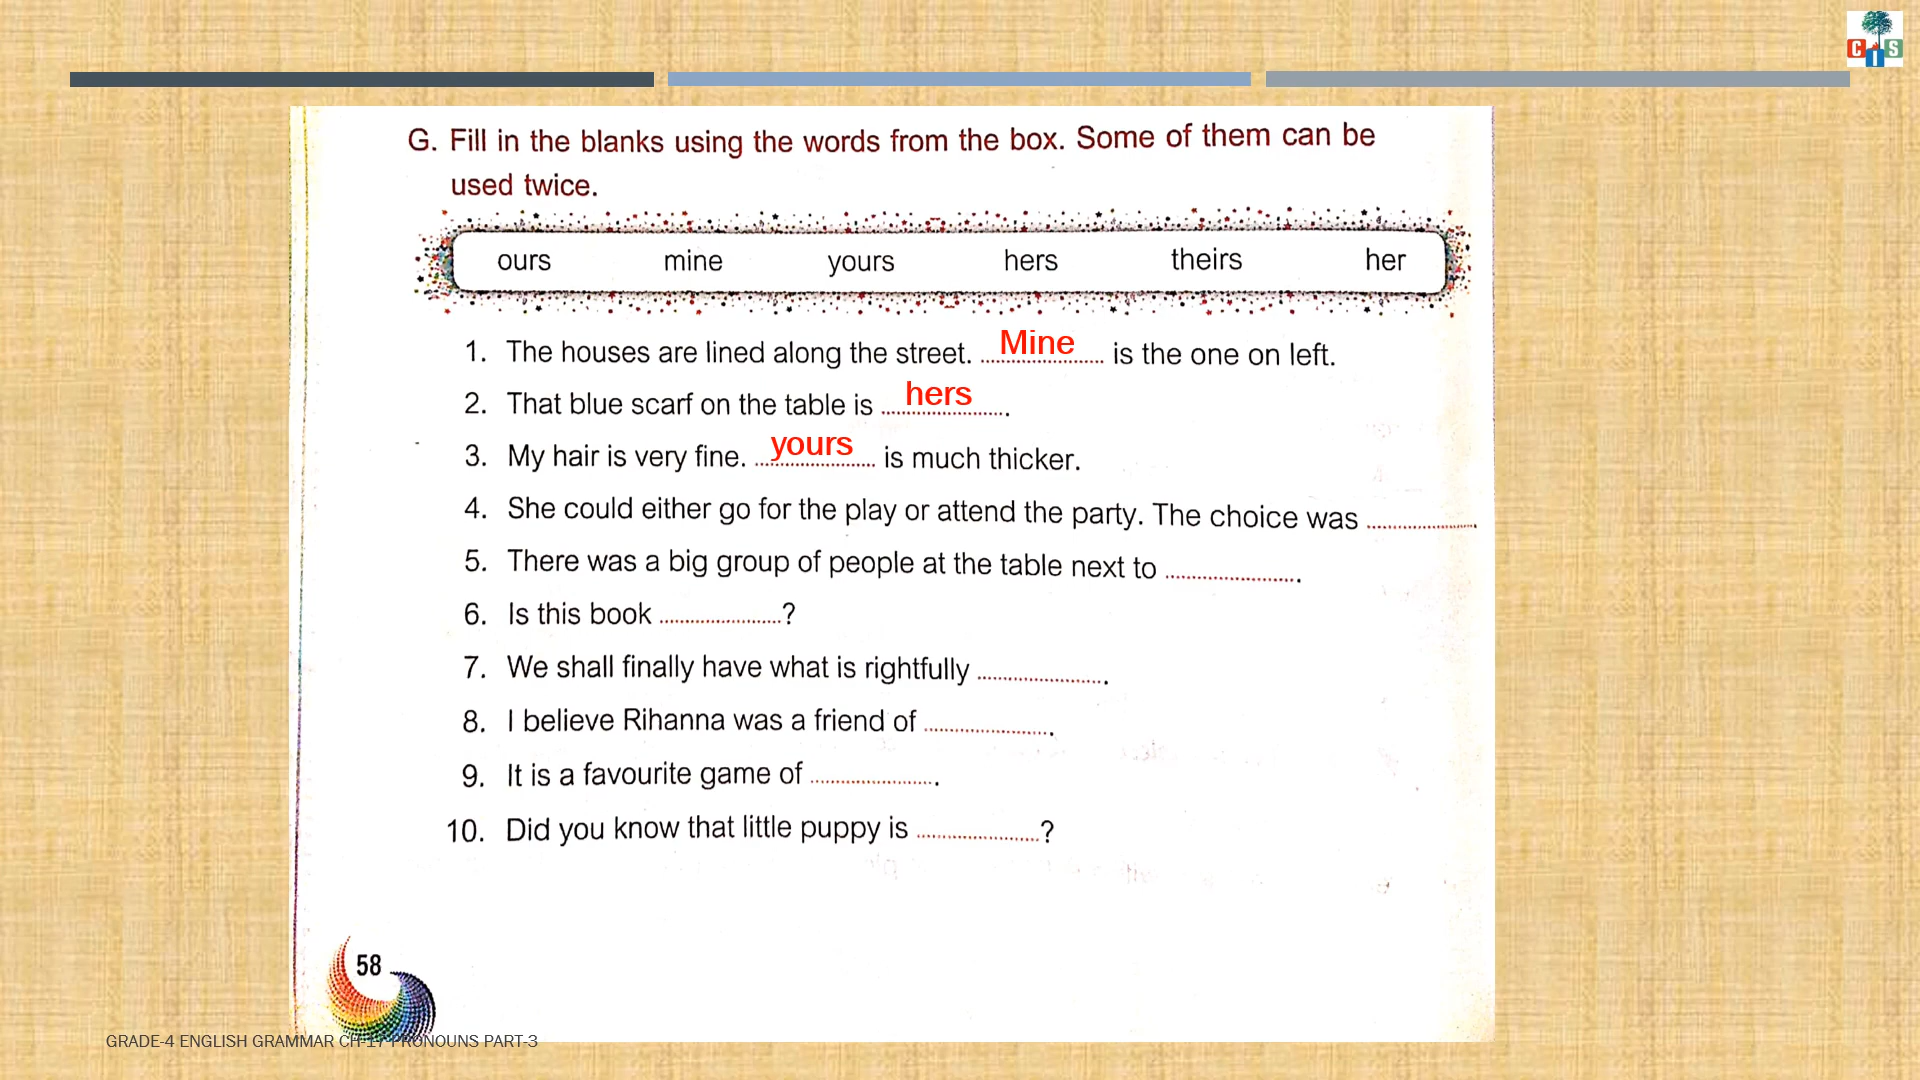 C I S
G. Fill in the blanks using the words from the box. Some of them can be
used twice.
ours mine yours hers theirs her
1. The houses are lined along the street. Mine is the one on left.
2. That blue scarf on the table is hers.
3. My hair is very fine. yours is much thicker.
4. She could either go for the play or attend the party. The choice was ........................
5. There was a big group of people at the table next to ........................ .
6. Is this book ........................?
7. We shall finally have what is rightfully ........................ .
8. I believe Rihanna was a friend of ........................ .
9. It is a favourite game of ........................ .
10. Did you know that little puppy is ........................?
58
GRADE-4 ENGLISH GRAMMAR CH-17 PRONOUNS PART-3